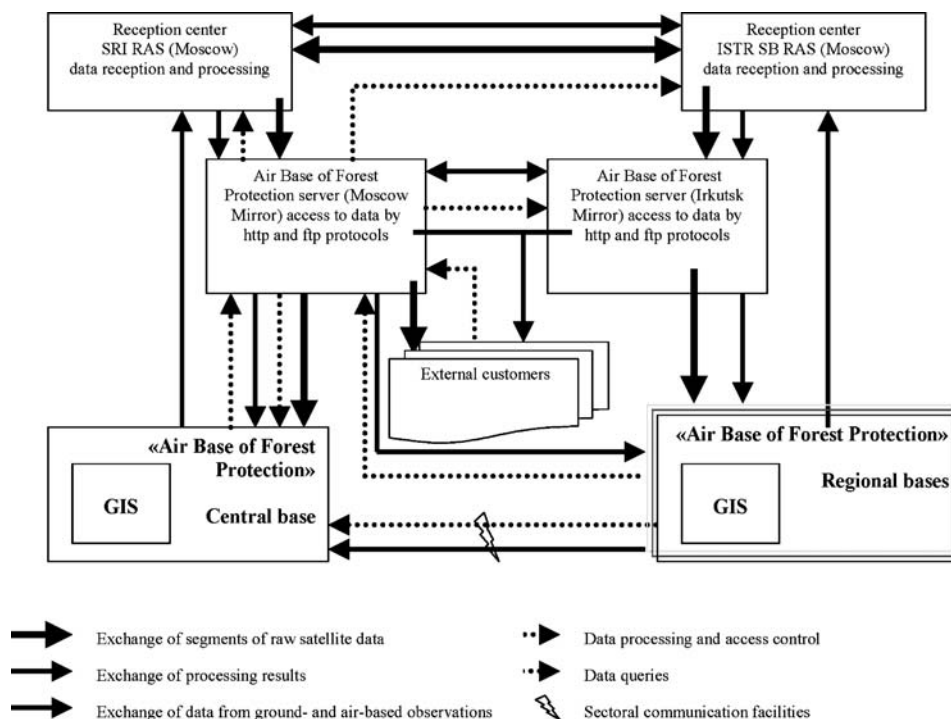 Reception center
SRI RAS (Moscow)
data reception and processing
Reception center
ISTR SB RAS (Moscow)
data reception and processing
Air Base of Forest
Protection server (Moscow
Mirror) access to data by
http and ftp protocols
Air Base of Forest
Protection server (Irkutsk
Mirror) access to data by
http and ftp protocols
External customers
«Air Base of Forest
Protection»
GIS
Central base
«Air Base of Forest Protection»
Regional bases
GIS
Exchange of segments of raw satellite data
Exchange of processing results
Exchange of data from ground- and air-based observations
Data processing and access control
Data queries
Sectoral communication facilities